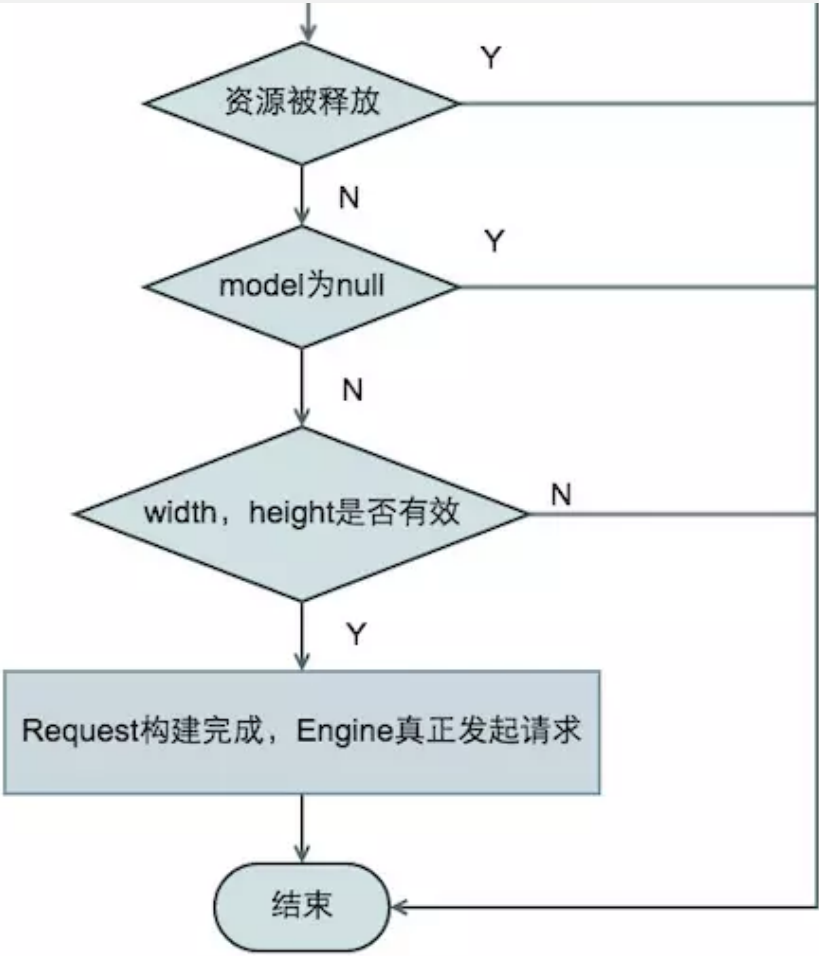 Y
资源被释放
N
Y
model为null
N
width，height是否有效
N
Y
Request构建完成，Engine真正发起请求
结束